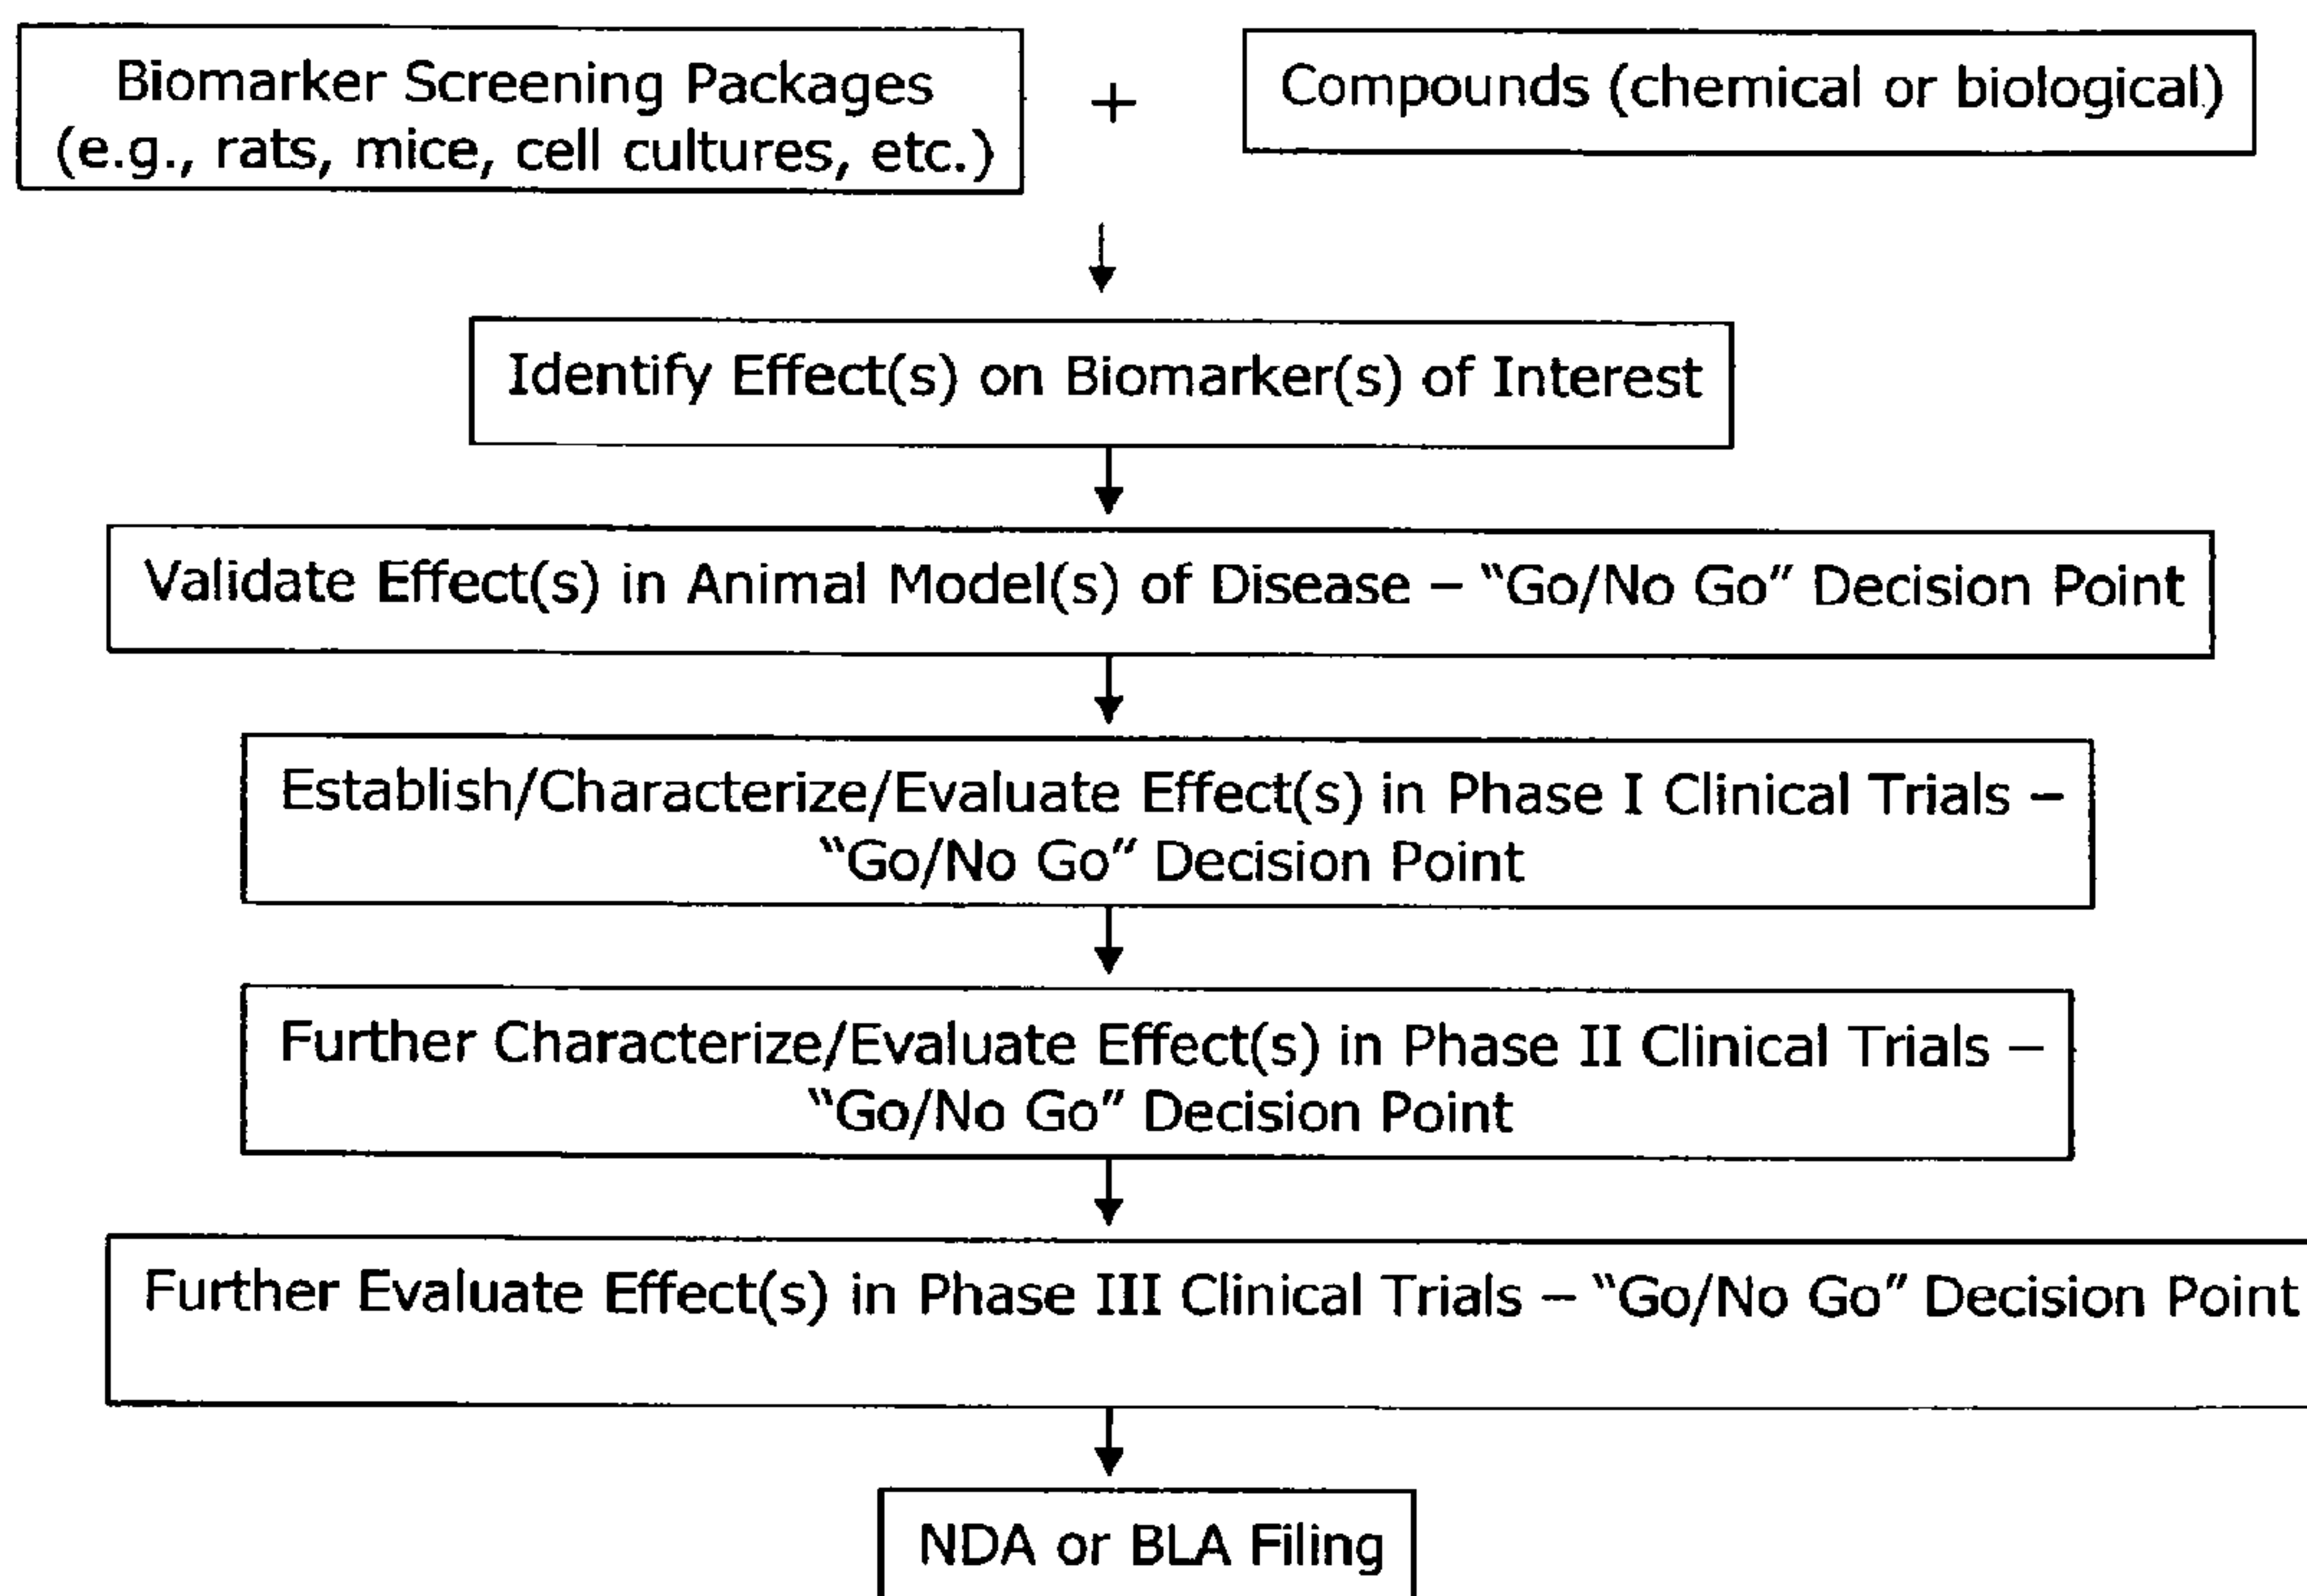 Biomarker Screening Packages
(e.g., rats, mice, cell cultures, etc.)
+
Compounds (chemical or biological)
Identify Effect(s) on Biomarker(s) of Interest
Validate Effect(s) in Animal Model(s) of Disease – “Go/No Go” Decision Point
Establish/Characterize/Evaluate Effect(s) in Phase I Clinical Trials –
“Go/No Go” Decision Point
Further Characterize/Evaluate Effect(s) in Phase II Clinical Trials –
“Go/No Go” Decision Point
Further Evaluate Effect(s) in Phase III Clinical Trials – “Go/No Go” Decision Point
NDA or BLA Filing